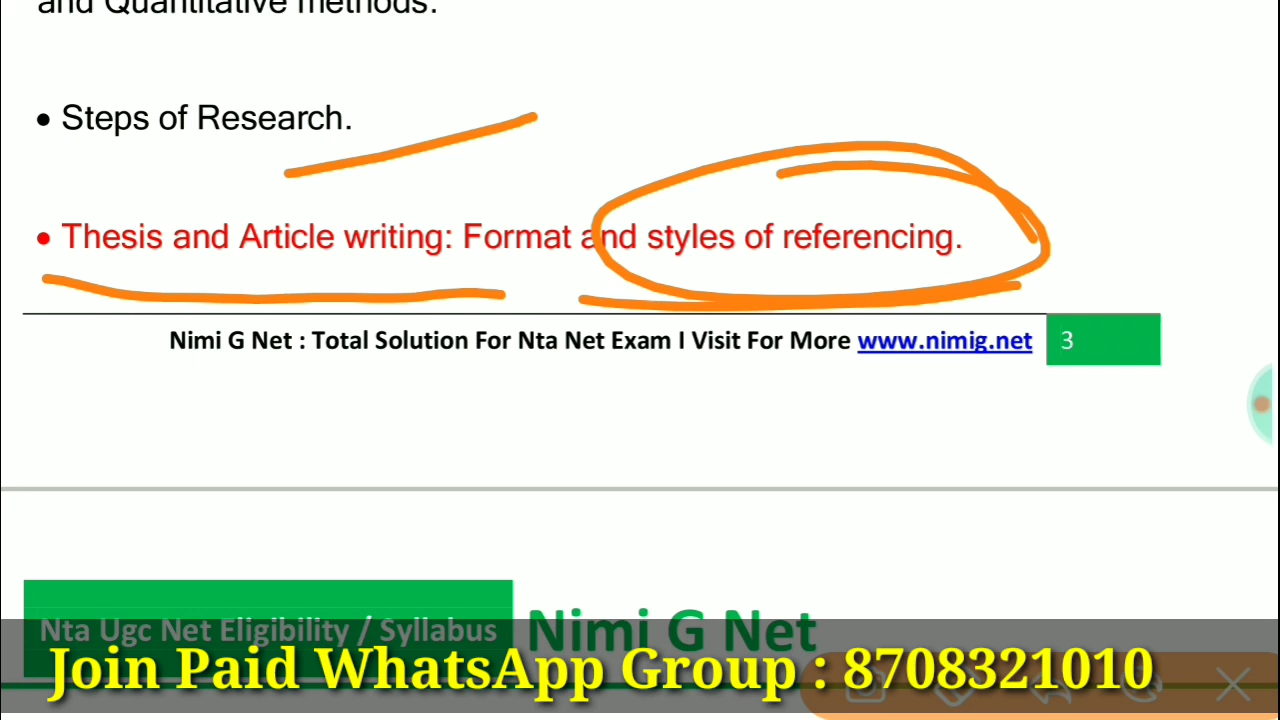 and Quantitative methods.
• Steps of Research.
• Thesis and Article writing: Format and styles of referencing.
Nimi G Net : Total Solution For Nta Net Exam I Visit For More www.nimig.net 3
Nta Ugc Net Eligibility / Syllabus Nimi G Net
Join Paid WhatsApp Group : 8708321010